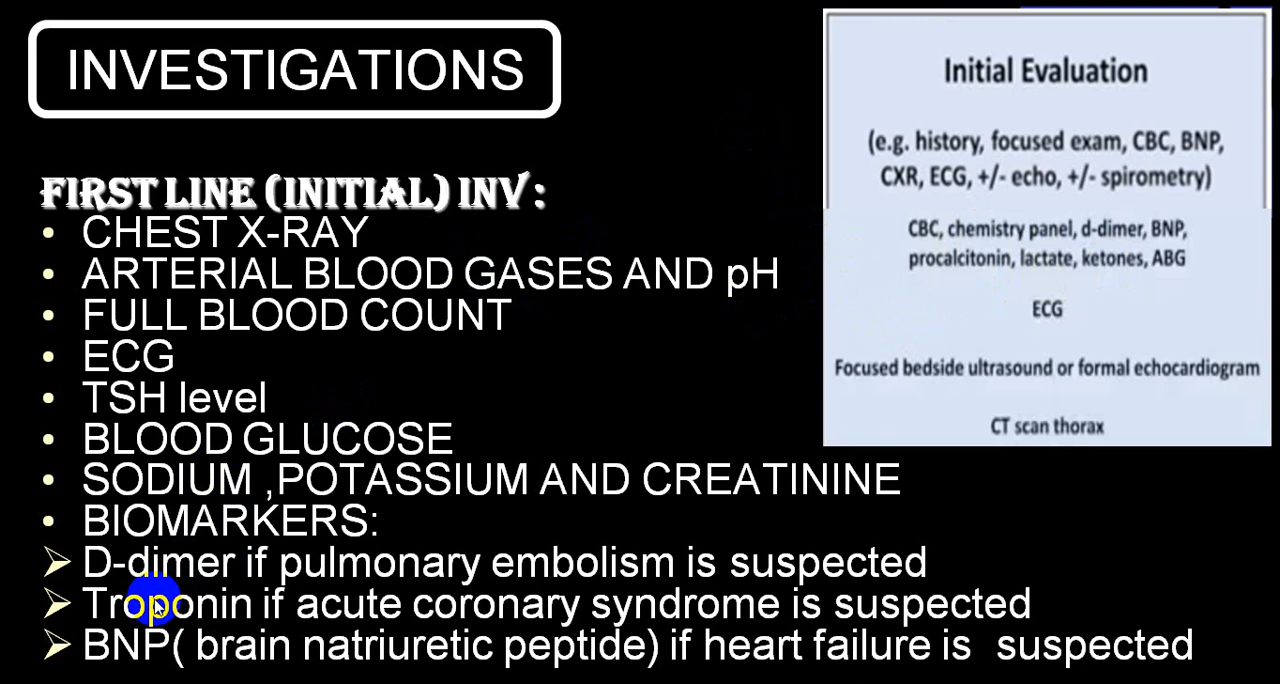 INVESTIGATIONS
FIRST LINE (INITIAL) INV :
• CHEST X-RAY
• ARTERIAL BLOOD GASES AND pH
• FULL BLOOD COUNT
• ECG
• TSH level
• BLOOD GLUCOSE
• SODIUM ,POTASSIUM AND CREATININE
• BIOMARKERS:
➢ D-dimer if pulmonary embolism is suspected
➢ Troponin if acute coronary syndrome is suspected
➢ BNP( brain natriuretic peptide) if heart failure is suspected
Initial Evaluation
(e.g. history, focused exam, CBC, BNP,
CXR, ECG, +/- echo, +/- spirometry)
CBC, chemistry panel, d-dimer, BNP,
procalcitonin, lactate, ketones, ABG
ECG
Focused bedside ultrasound or formal echocardiogram
CT scan thorax